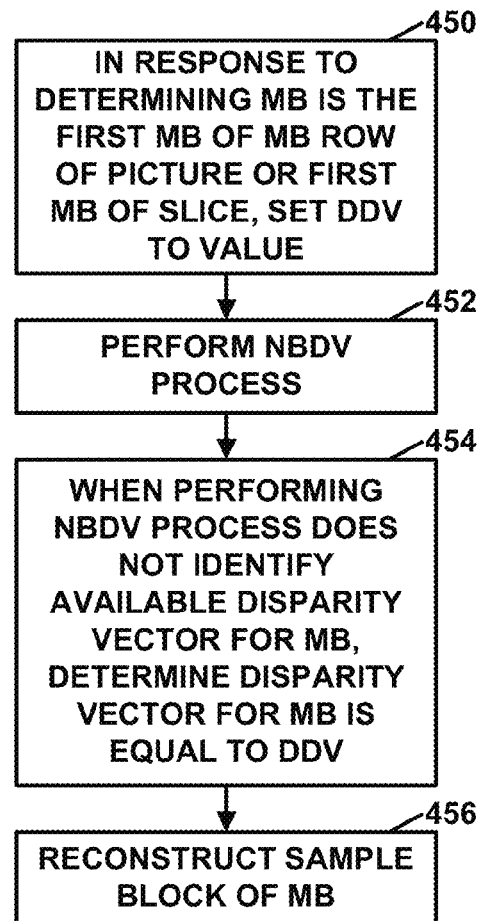 450
IN RESPONSE TO
DETERMINING MB IS THE
FIRST MB OF MB ROW
OF PICTURE OR FIRST
MB OF SLICE, SET DDV
TO VALUE
452
PERFORM NBDV
PROCESS
454
WHEN PERFORMING
NBDV PROCESS DOES
NOT IDENTIFY
AVAILABLE DISPARITY
VECTOR FOR MB,
DETERMINE DISPARITY
VECTOR FOR MB IS
EQUAL TO DDV
456
RECONSTRUCT SAMPLE
BLOCK OF MB